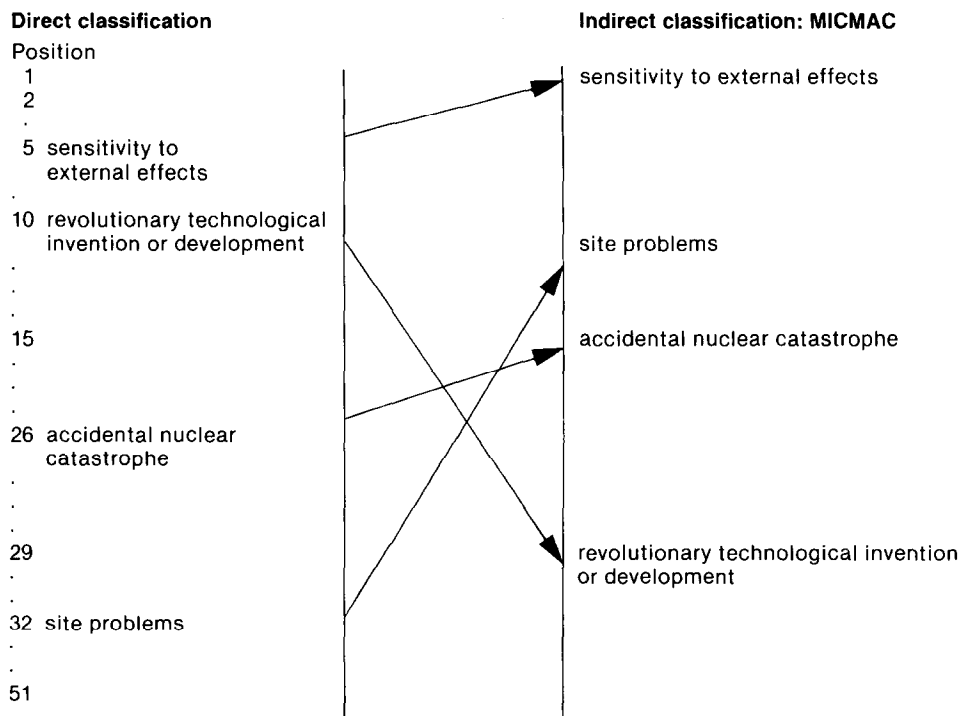 Direct classification
Indirect classification: MICMAC
Position
1
sensitivity to external effects
2
.
5 sensitivity to
external effects
.
10 revolutionary technological
invention or development
site problems
.
.
.
15
accidental nuclear catastrophe
.
.
.
26 accidental nuclear
catastrophe
.
.
.
29
revolutionary technological invention
or development
.
.
32 site problems
.
.
51